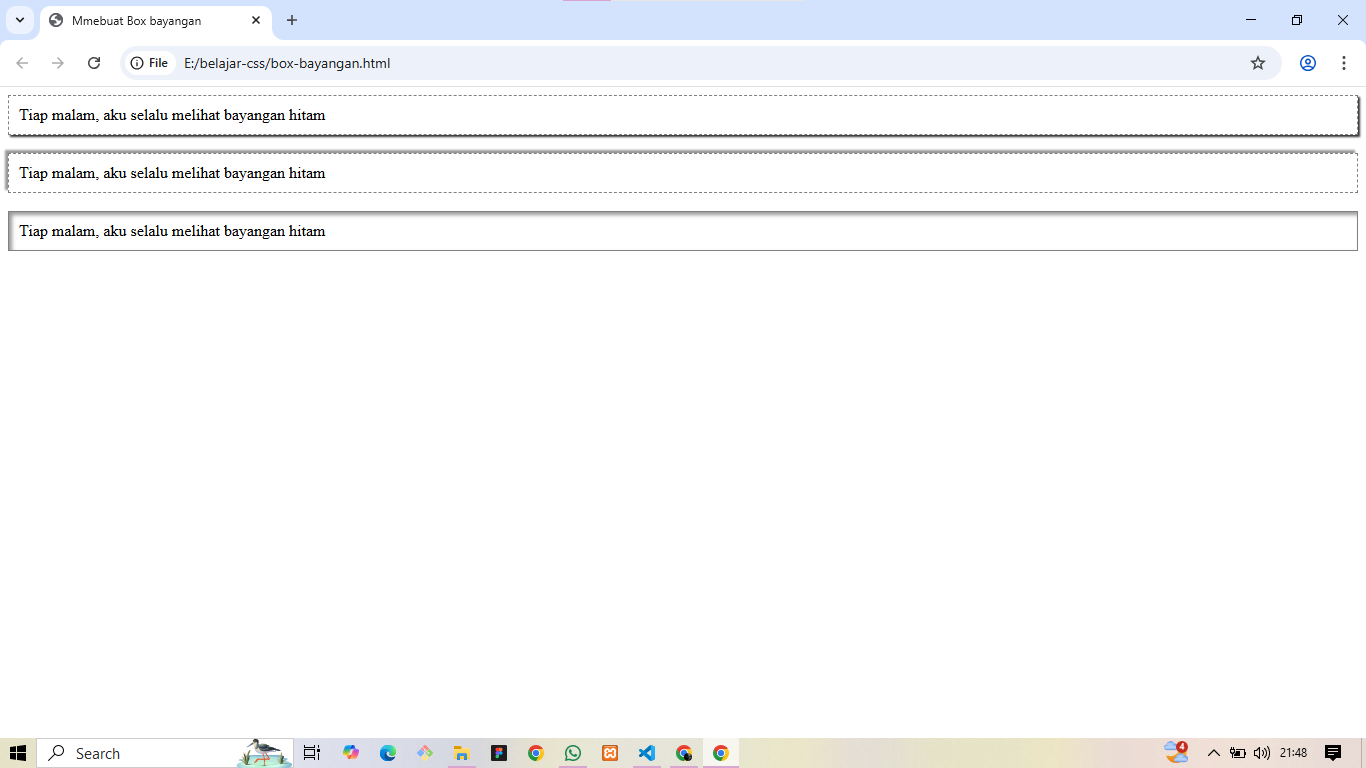 Mmebuat Box bayangan
File E:/belajar-css/box-bayangan.html
Tiap malam, aku selalu melihat bayangan hitam
Tiap malam, aku selalu melihat bayangan hitam
Tiap malam, aku selalu melihat bayangan hitam
Search
4
21:48